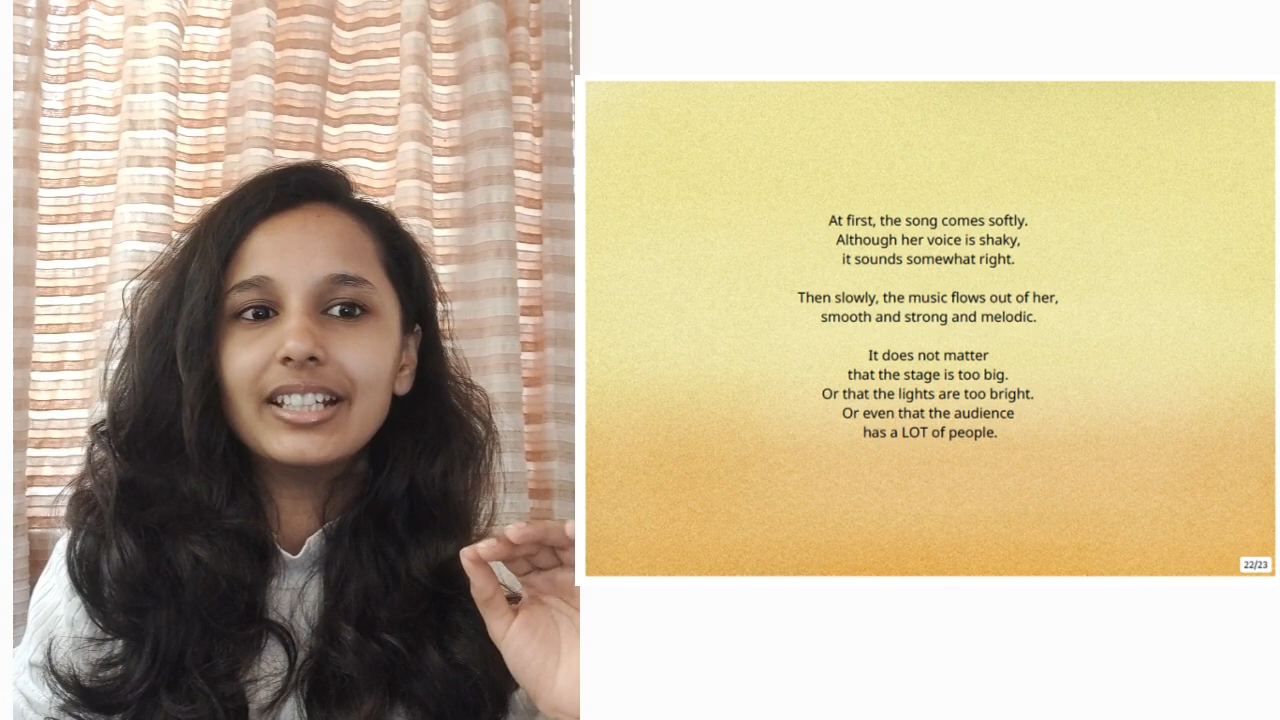 At first, the song comes softly.
Although her voice is shaky,
it sounds somewhat right.
Then slowly, the music flows out of her,
smooth and strong and melodic.
It does not matter
that the stage is too big.
Or that the lights are too bright.
Or even that the audience
has a LOT of people.
22/23